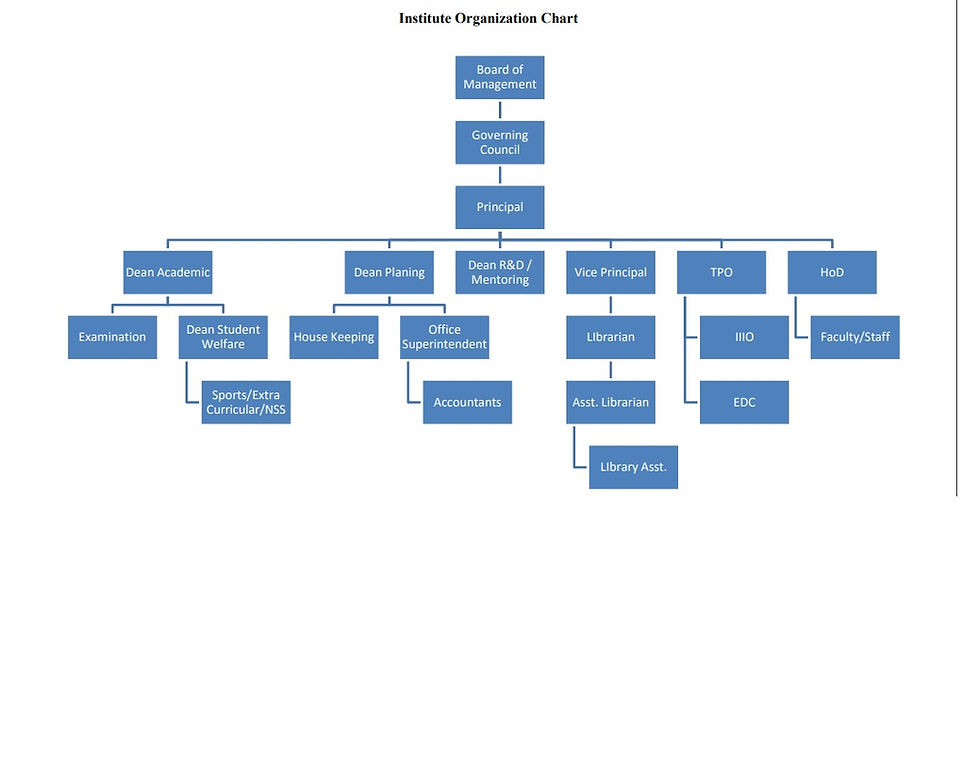 Institute Organization Chart
Board of
Management
Governing
Council
Principal
Dean Academic
Dean Planing
Dean R&D /
Mentoring
Vice Principal
TPO
HoD
Examination
Dean Student
Welfare
House Keeping
Office
Superintendent
LIbrarian
IIIO
Faculty/Staff
Sports/Extra
Curricular/NSS
Accountants
Asst. Librarian
EDC
LIbrary Asst.